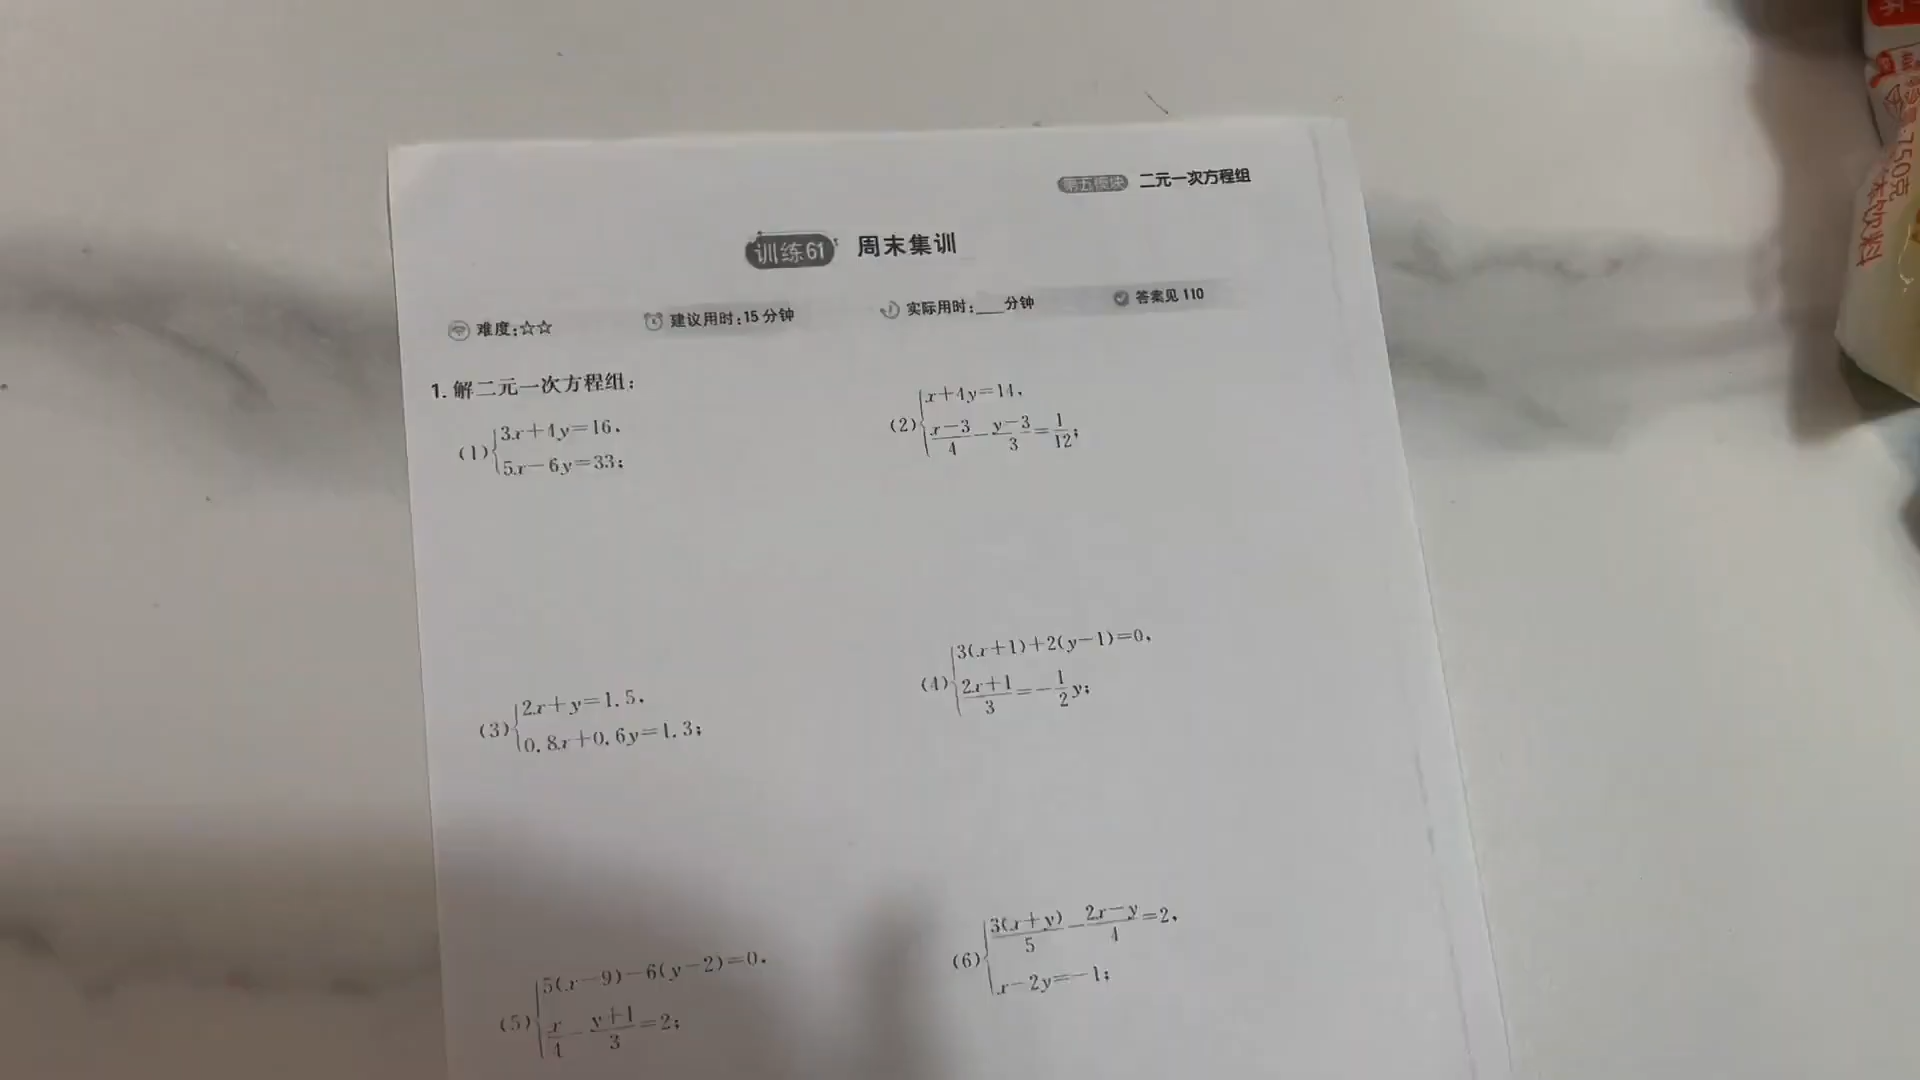 第五模块 二元一次方程组
训练61 周末集训
难度:☆☆ 建议用时:15分钟 实际用时:___分钟 答案见110
1. 解二元一次方程组:
(1) {3x+4y=16,
5x-6y=33;
(2) {x+4y=14,
(x-3)/4-(y-3)/3=1/12;
(3) {2x+y=1.5,
0.8x+0.6y=1.3;
(4) {3(x+1)+2(y-1)=0,
(2x+1)/3=-1/2y;
(5) {5(x-9)-6(y-2)=0,
x/4-(y+1)/3=2;
(6) {3(x+y)/5-(2x-y)/4=2,
x-2y=-1;
750克